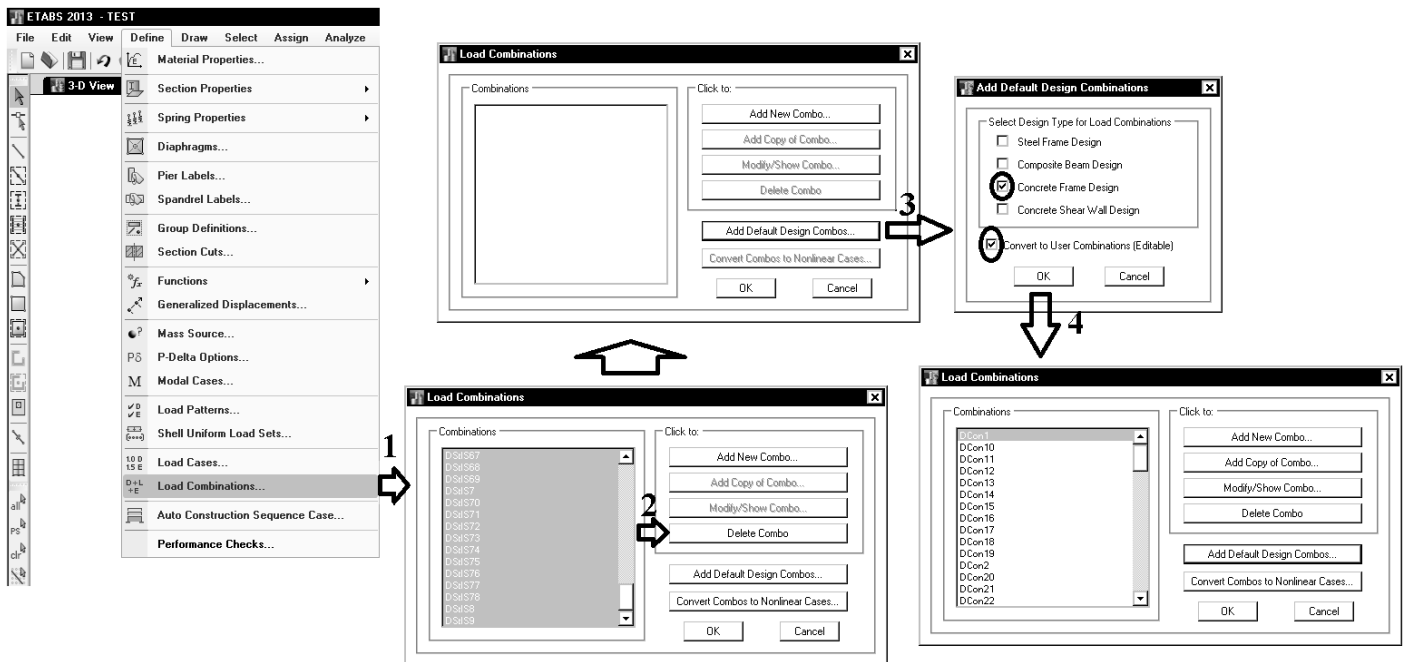 ETABS 2013 - TEST
File Edit View Define Draw Select Assign Analyze
3-D View
Material Properties...
Section Properties
Spring Properties
Diaphragms...
Pier Labels...
Spandrel Labels...
Group Definitions...
Section Cuts...
Functions
Generalized Displacements...
Mass Source...
Pδ P-Delta Options...
M Modal Cases...
Load Patterns...
Shell Uniform Load Sets...
Load Cases...
Load Combinations...
Auto Construction Sequence Case...
Performance Checks...
all
PS
clr
1
Load Combinations
Combinations
DStlS67
DStlS68
DStlS69
DStlS7
DStlS70
DStlS71
DStlS72
DStlS73
DStlS74
DStlS75
DStlS76
DStlS77
DStlS78
DStlS8
DStlS9
2
Click to:
Add New Combo...
Add Copy of Combo...
Modify/Show Combo...
Delete Combo
Add Default Design Combos...
Convert Combos to Nonlinear Cases...
OK Cancel
Load Combinations
Combinations
Click to:
Add New Combo...
Add Copy of Combo...
Modify/Show Combo...
Delete Combo
Add Default Design Combos...
Convert Combos to Nonlinear Cases...
OK Cancel
3
Add Default Design Combinations
Select Design Type for Load Combinations
Steel Frame Design
Composite Beam Design
Concrete Frame Design
Concrete Shear Wall Design
Convert to User Combinations (Editable)
OK Cancel
4
Load Combinations
Combinations
DCon1
DCon10
DCon11
DCon12
DCon13
DCon14
DCon15
DCon16
DCon17
DCon18
DCon19
DCon2
DCon20
DCon21
DCon22
Click to:
Add New Combo...
Add Copy of Combo...
Modify/Show Combo...
Delete Combo
Add Default Design Combos...
Convert Combos to Nonlinear Cases...
OK Cancel